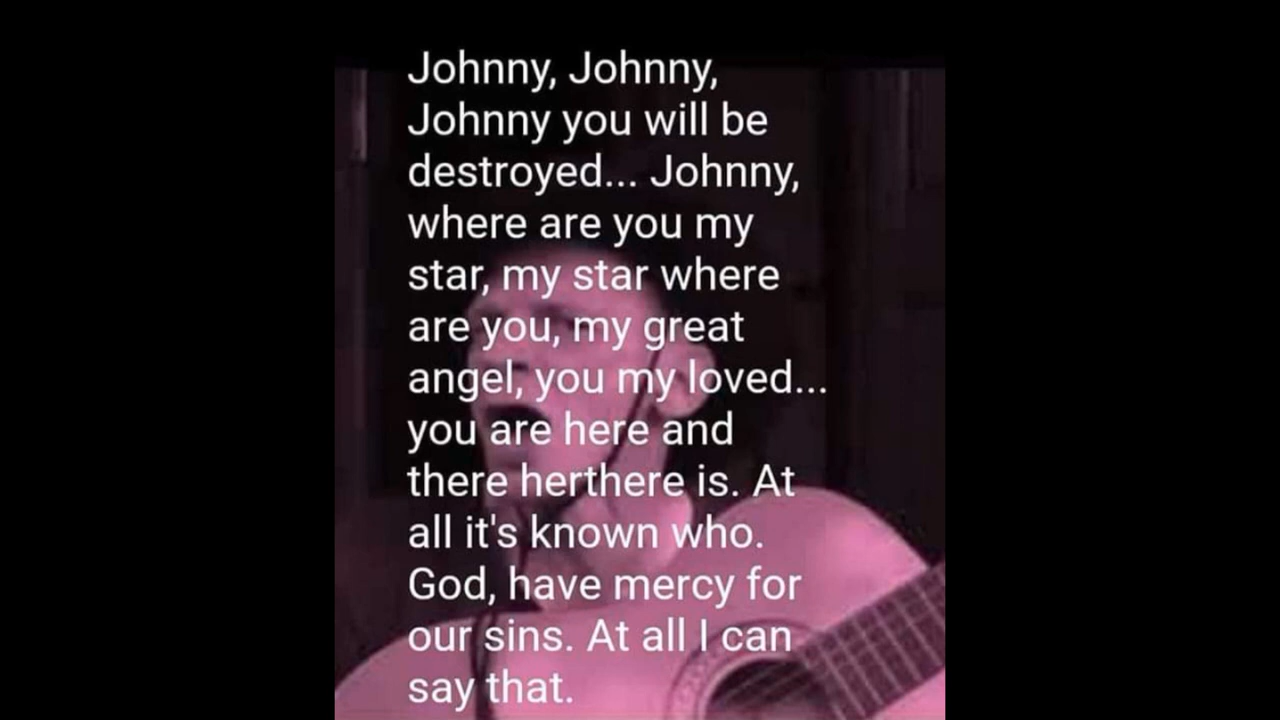 Johnny, Johnny,
Johnny you will be
destroyed... Johnny,
where are you my
star, my star where
are you, my great
angel, you my loved...
you are here and
there herthere is. At
all it's known who.
God, have mercy for
our sins. At all I can
say that.